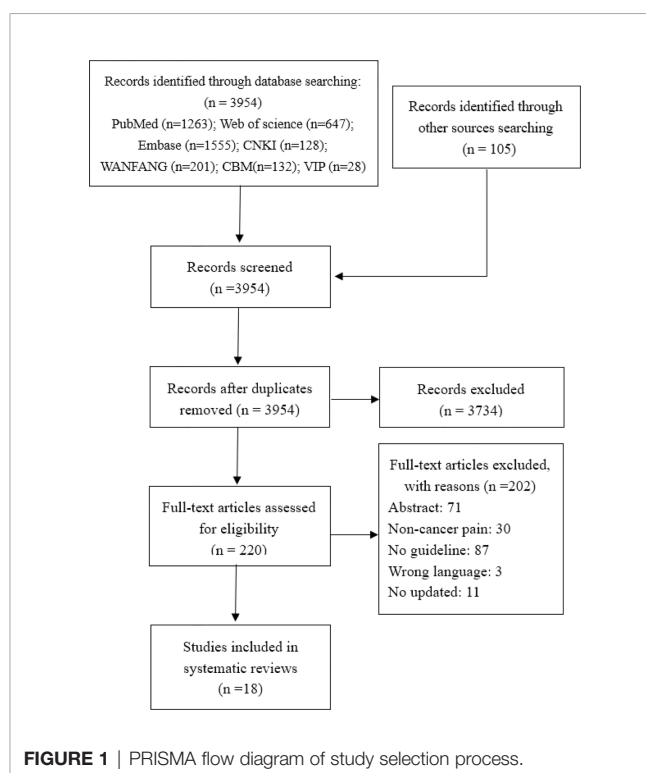 Records identified through database searching:
(n = 3954)
PubMed (n=1263); Web of science (n=647);
Embase (n=1555); CNKI (n=128);
WANFANG (n=201); CBM(n=132); VIP (n=28)
Records identified through
other sources searching
(n = 105)
Records screened
(n =3954)
Records after duplicates
removed (n = 3954)
Records excluded
(n = 3734)
Full-text articles assessed
for eligibility
(n = 220)
Full-text articles excluded,
with reasons (n =202)
Abstract: 71
Non-cancer pain: 30
No guideline: 87
Wrong language: 3
No updated: 11
Studies included in
systematic reviews
(n =18)
FIGURE 1 | PRISMA flow diagram of study selection process.